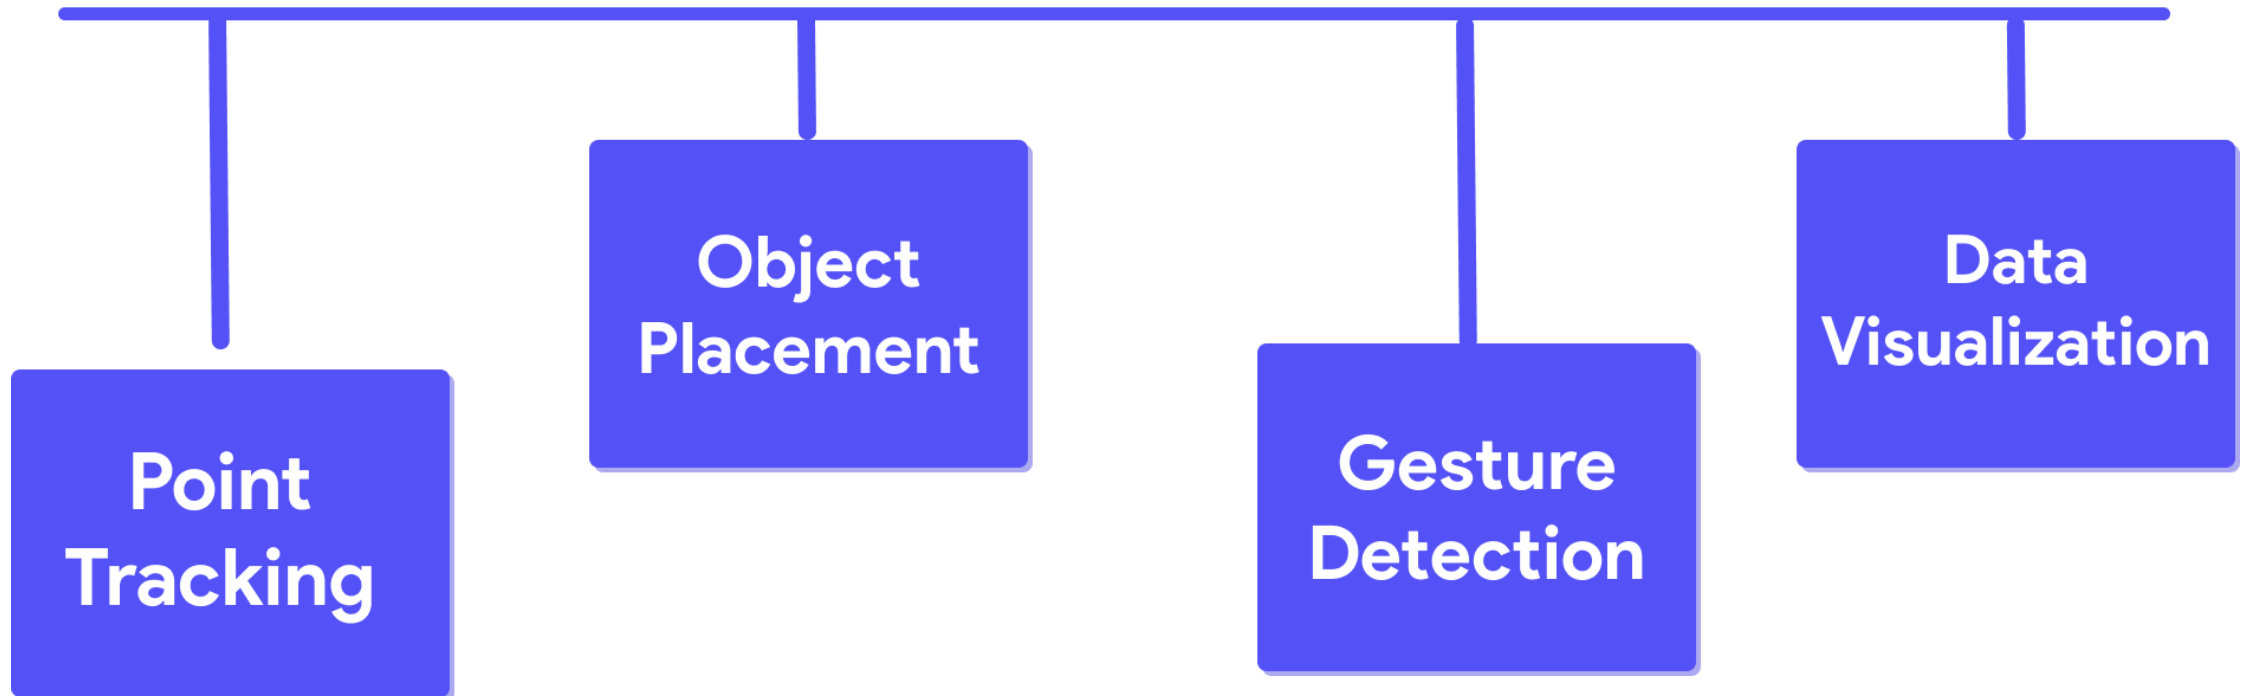 Point
Tracking
Object
Placement
Gesture
Detection
Data
Visualization